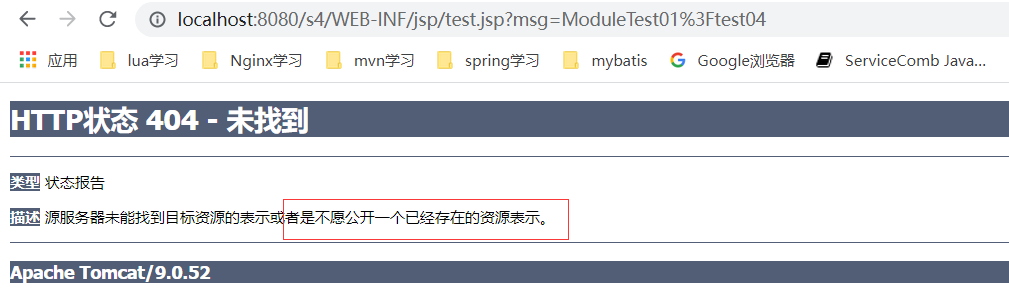 localhost:8080/s4/WEB-INF/jsp/test.jsp?msg=ModuleTest01%3Ftest04
应用 lua学习 Nginx学习 mvn学习 spring学习 mybatis Google浏览器 ServiceComb Java...
HTTP状态 404 - 未找到
类型 状态报告
描述 源服务器未能找到目标资源的表示或者是不愿公开一个已经存在的资源表示。
Apache Tomcat/9.0.52